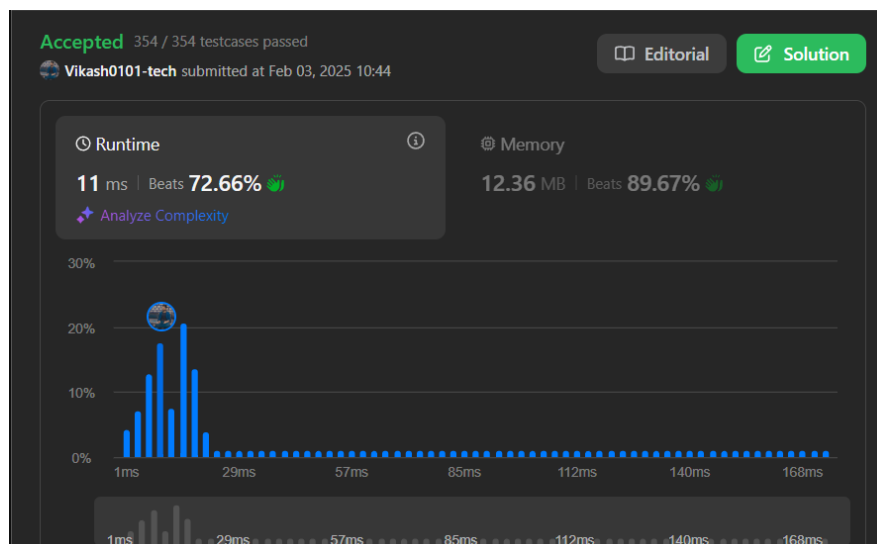 Accepted 354 / 354 testcases passed
Vikash0101-tech submitted at Feb 03, 2025 10:44
Editorial
Solution
Runtime
11 ms | Beats 72.66%
Analyze Complexity
Memory
12.36 MB | Beats 89.67%
30%
20%
10%
0%
1ms 29ms 57ms 85ms 112ms 140ms 168ms
1ms 29ms 57ms 85ms 112ms 140ms 168ms